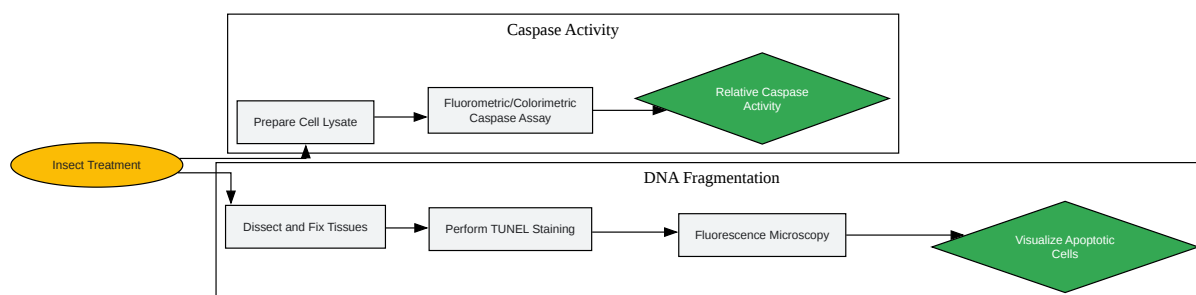 Caspase Activity
Prepare Cell Lysate
Fluorometric/Colorimetric
Caspase Assay
Relative Caspase
Activity
Insect Treatment
DNA Fragmentation
Dissect and Fix Tissues
Perform TUNEL Staining
Fluorescence Microscopy
Visualize Apoptotic
Cells